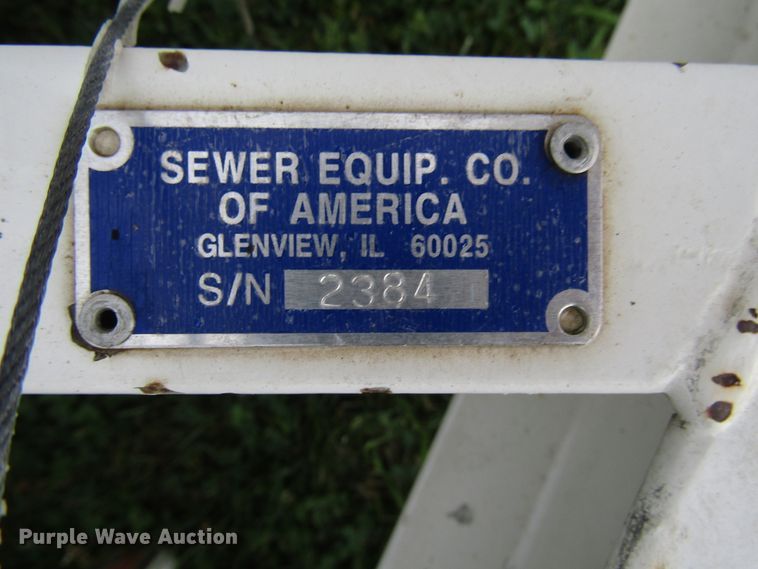 SEWER EQUIP. CO.
OF AMERICA
GLENVIEW, IL 60025
S/N 2384
Purple Wave Auction